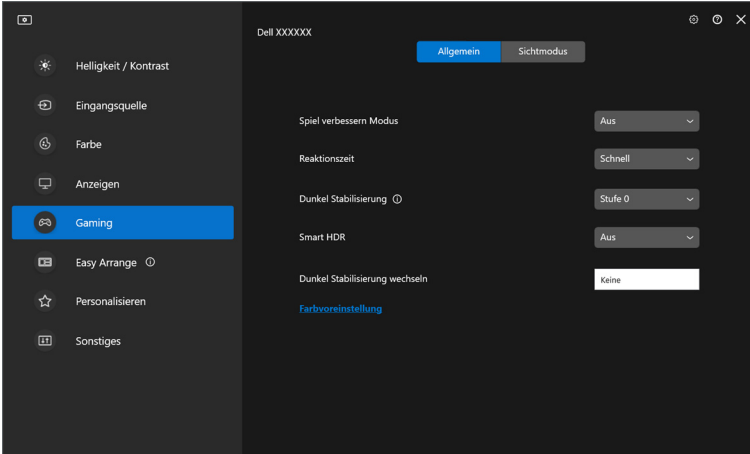 Dell XXXXXX
Allgemein
Sichtmodus
Helligkeit / Kontrast
Eingangsquelle
Farbe
Anzeigen
Gaming
Easy Arrange
Personalisieren
Sonstiges
Spiel verbessern Modus
Aus
Reaktionszeit
Schnell
Dunkel Stabilisierung
Stufe 0
Smart HDR
Aus
Dunkel Stabilisierung wechseln
Keine
Farbvoreinstellung